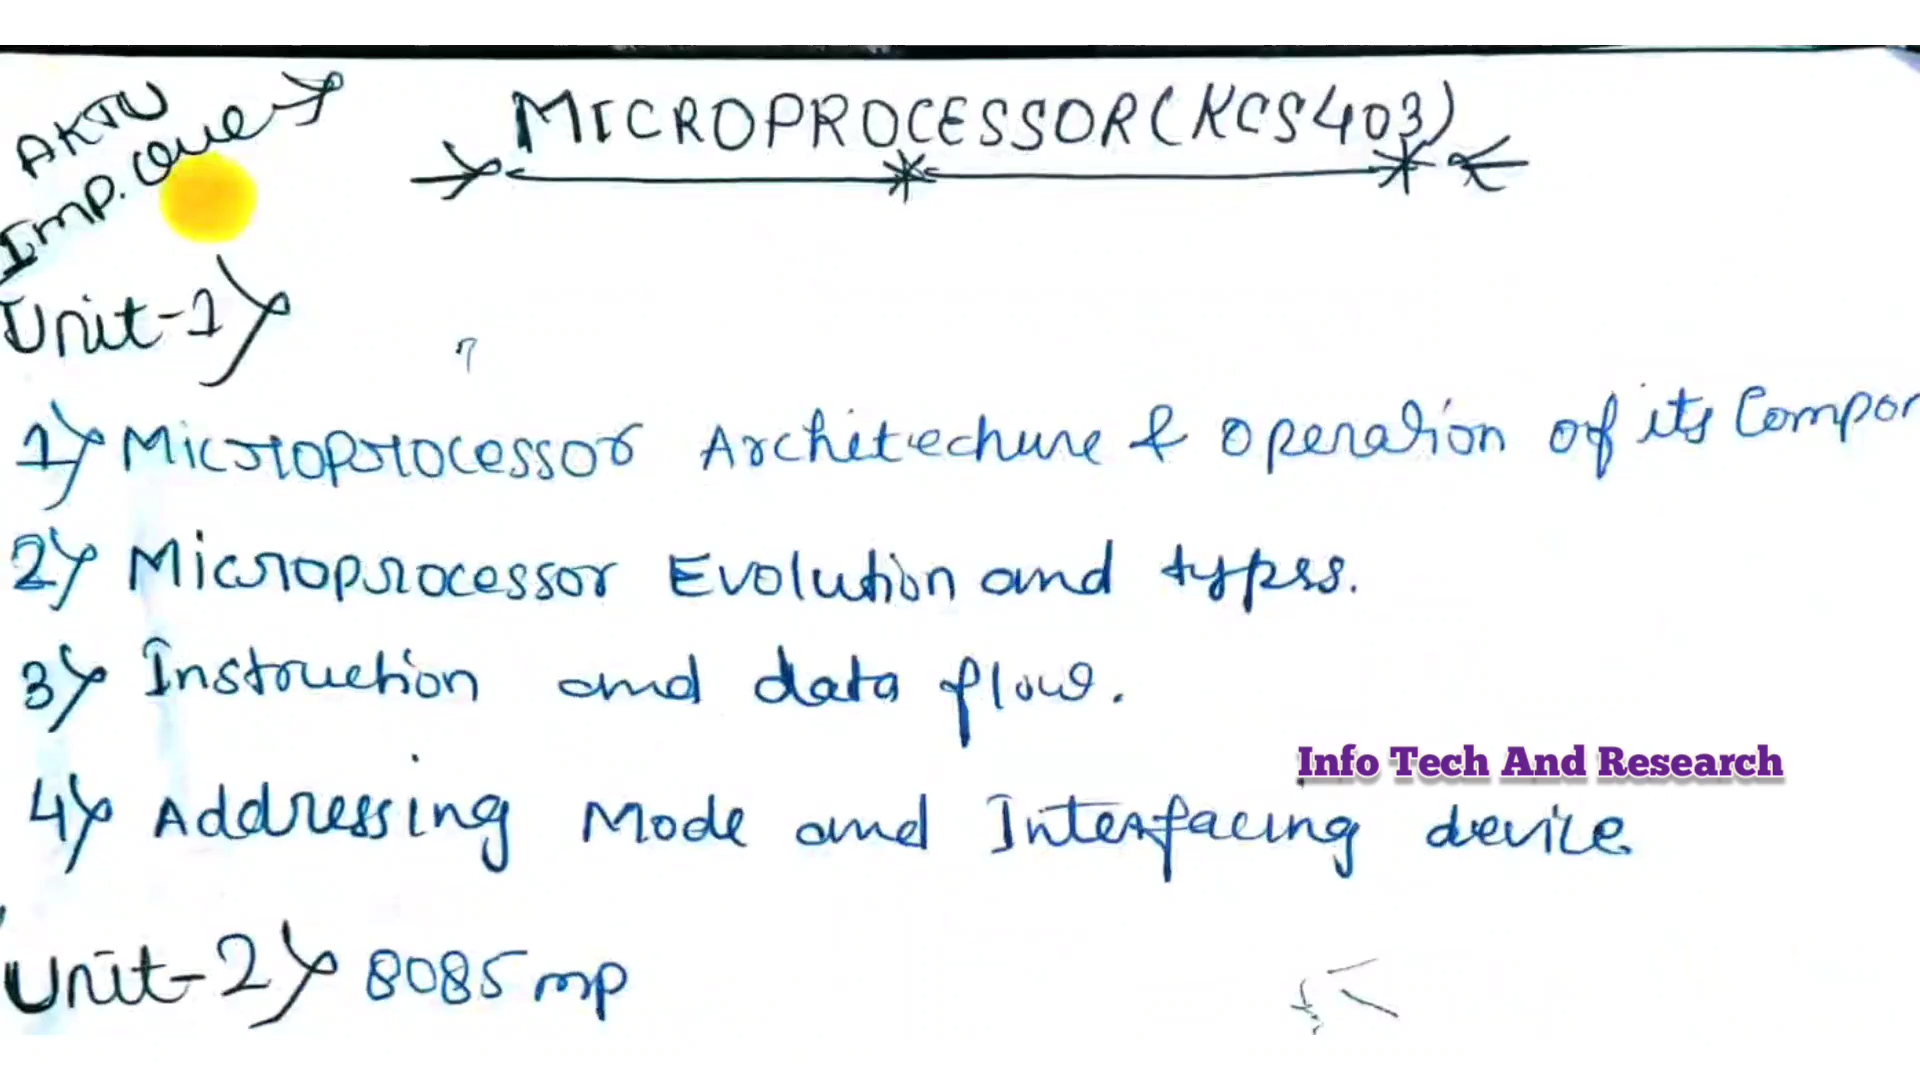 AKTU
Imp. Que
MICROPROCESSOR (KCS403)
Unit-1
1) Microprocessor Architechure & operation of its Compon
2) Microprocessor Evolution and types.
3) Instruction and data flow.
Info Tech And Research
4) Addressing Mode and Interfacing device
Unit-2) 8085 mp